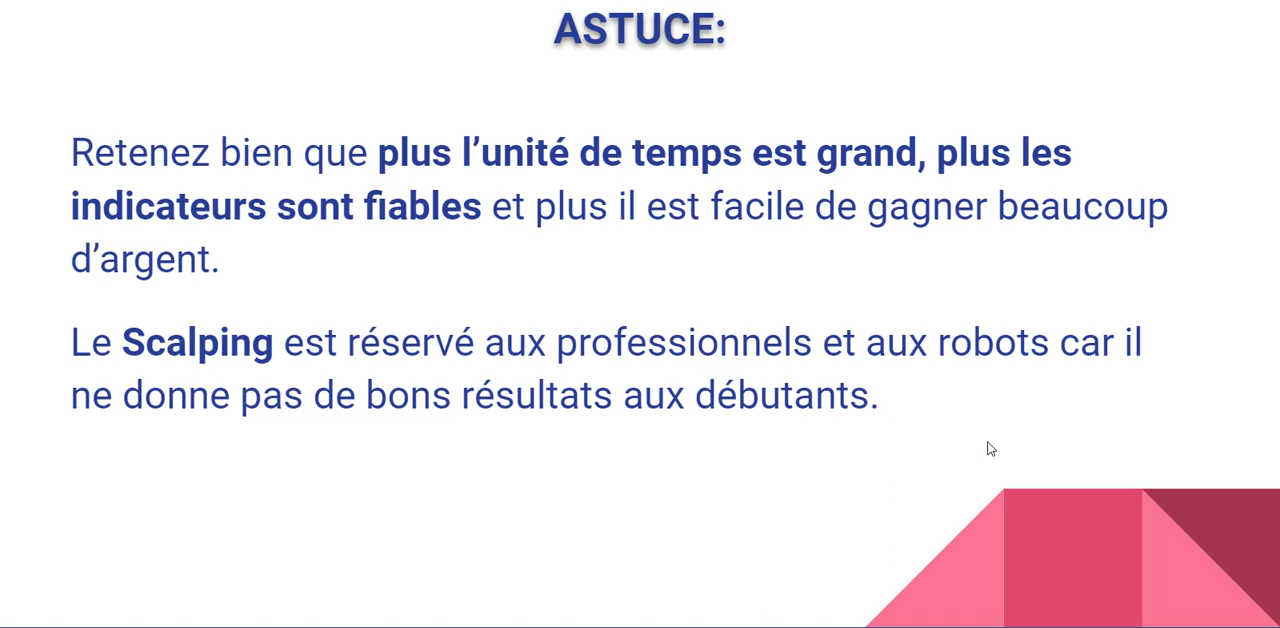 ASTUCE:
Retenez bien que plus l’unité de temps est grand, plus les
indicateurs sont fiables et plus il est facile de gagner beaucoup
d’argent.
Le Scalping est réservé aux professionnels et aux robots car il
ne donne pas de bons résultats aux débutants.